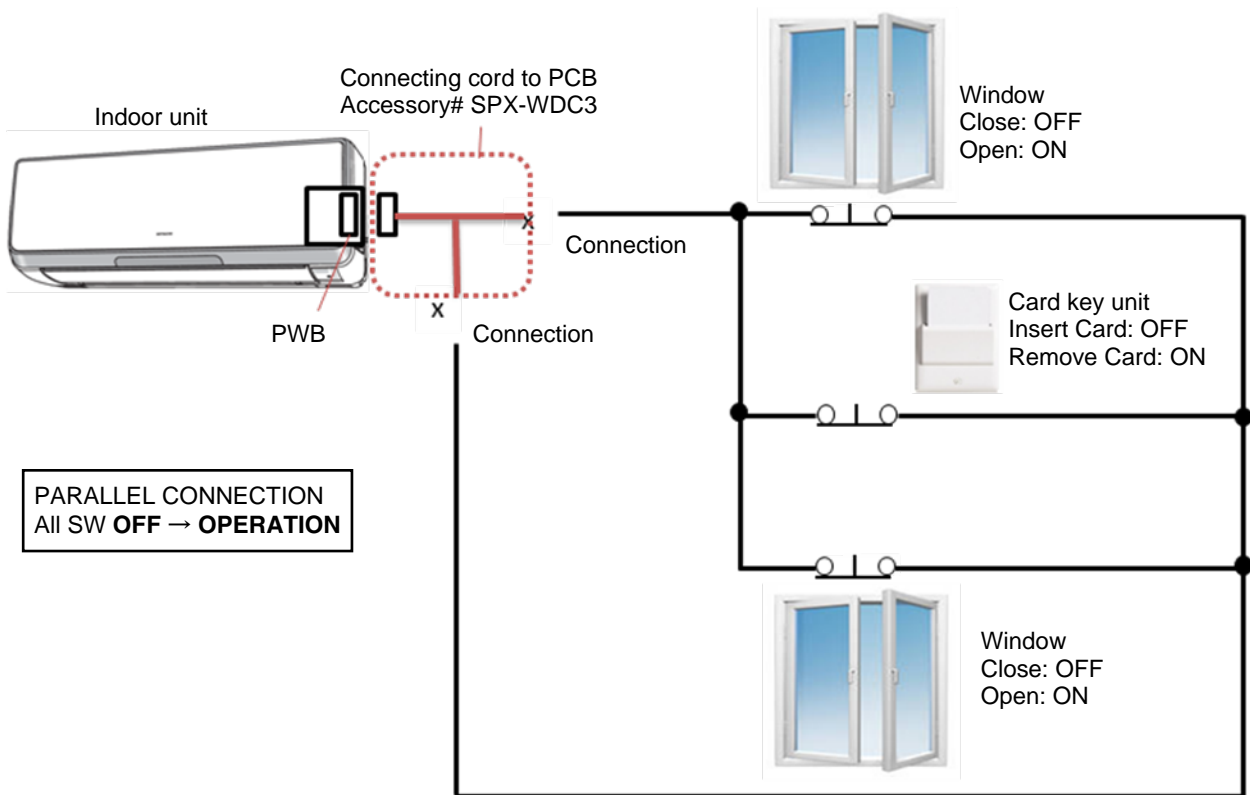 Connecting cord to PCB
Accessory# SPX-WDC3
Indoor unit
Window
Close: OFF
Open: ON
X
Connection
Card key unit
Insert Card: OFF
Remove Card: ON
X
PWB
Connection
PARALLEL CONNECTION
All SW OFF → OPERATION
Window
Close: OFF
Open: ON